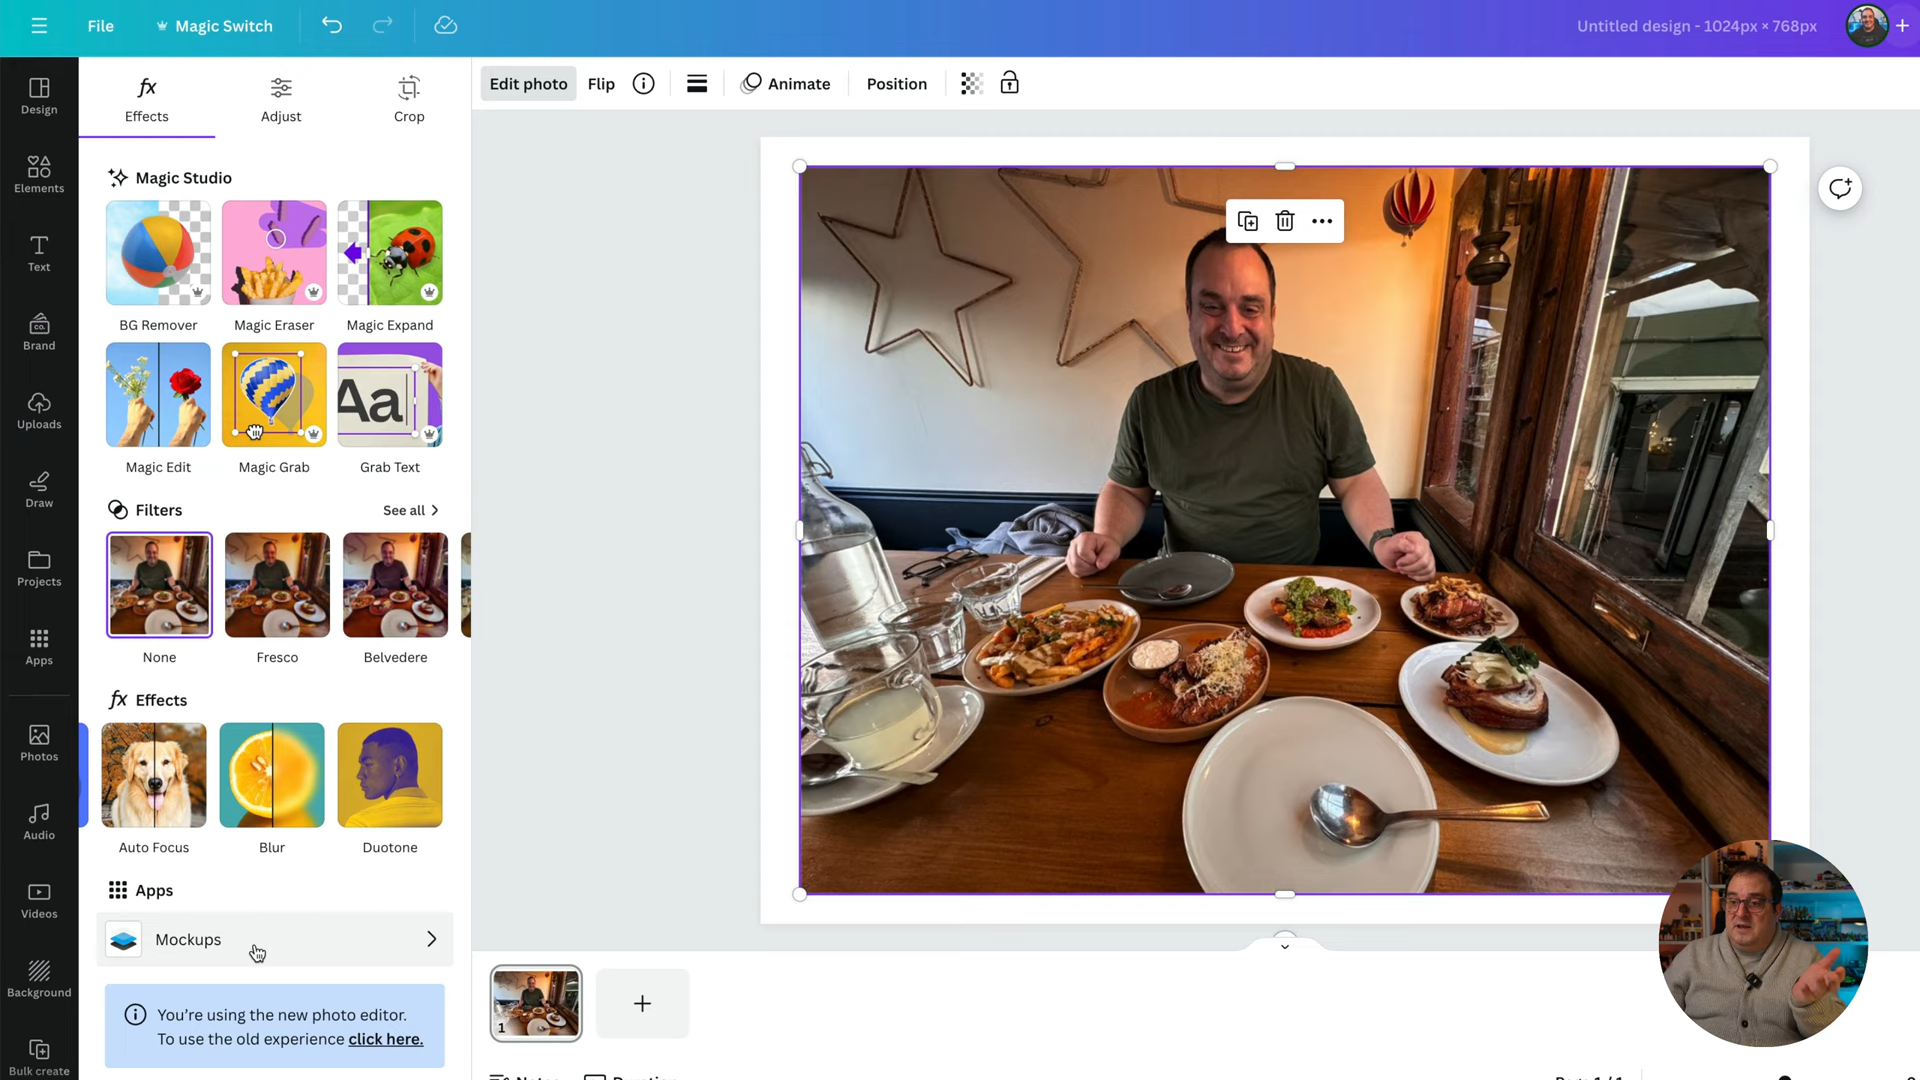 File
Magic Switch
Untitled design - 1024px × 768px
Design
Elements
Text
Brand
Uploads
Draw
Projects
Apps
Photos
Audio
Videos
Background
Bulk create
fx
Effects
Adjust
Crop
Magic Studio
BG Remover
Magic Eraser
Magic Expand
Aa
Magic Edit
Magic Grab
Grab Text
Filters
See all
None
Fresco
Belvedere
fx Effects
Auto Focus
Blur
Duotone
Apps
Mockups
You're using the new photo editor.
To use the old experience click here.
Edit photo
Flip
Animate
Position
1